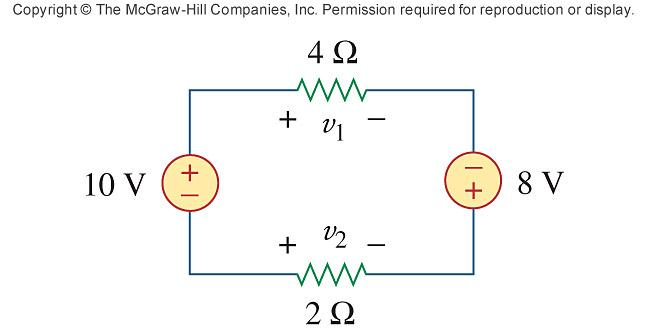 Copyright © The McGraw-Hill Companies, Inc. Permission required for reproduction or display.
4 Ω
+ v₁ −
10 V
+
−
−
+
8 V
+ v₂ −
2 Ω